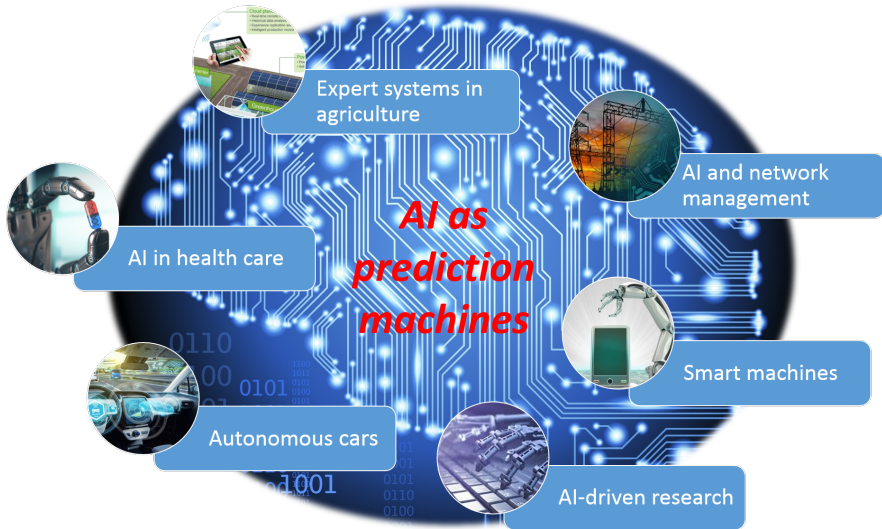 Expert systems in
agriculture
AI and network
management
AI as
prediction
machines
AI in health care
Smart machines
Autonomous cars
AI-driven research
0110
0101
1001